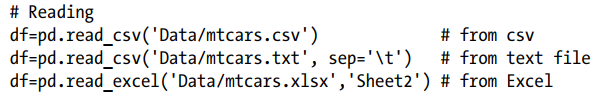 # Reading
df=pd.read_csv('Data/mtcars.csv') # from csv
df=pd.read_csv('Data/mtcars.txt', sep='\t') # from text file
df=pd.read_excel('Data/mtcars.xlsx','Sheet2') # from Excel